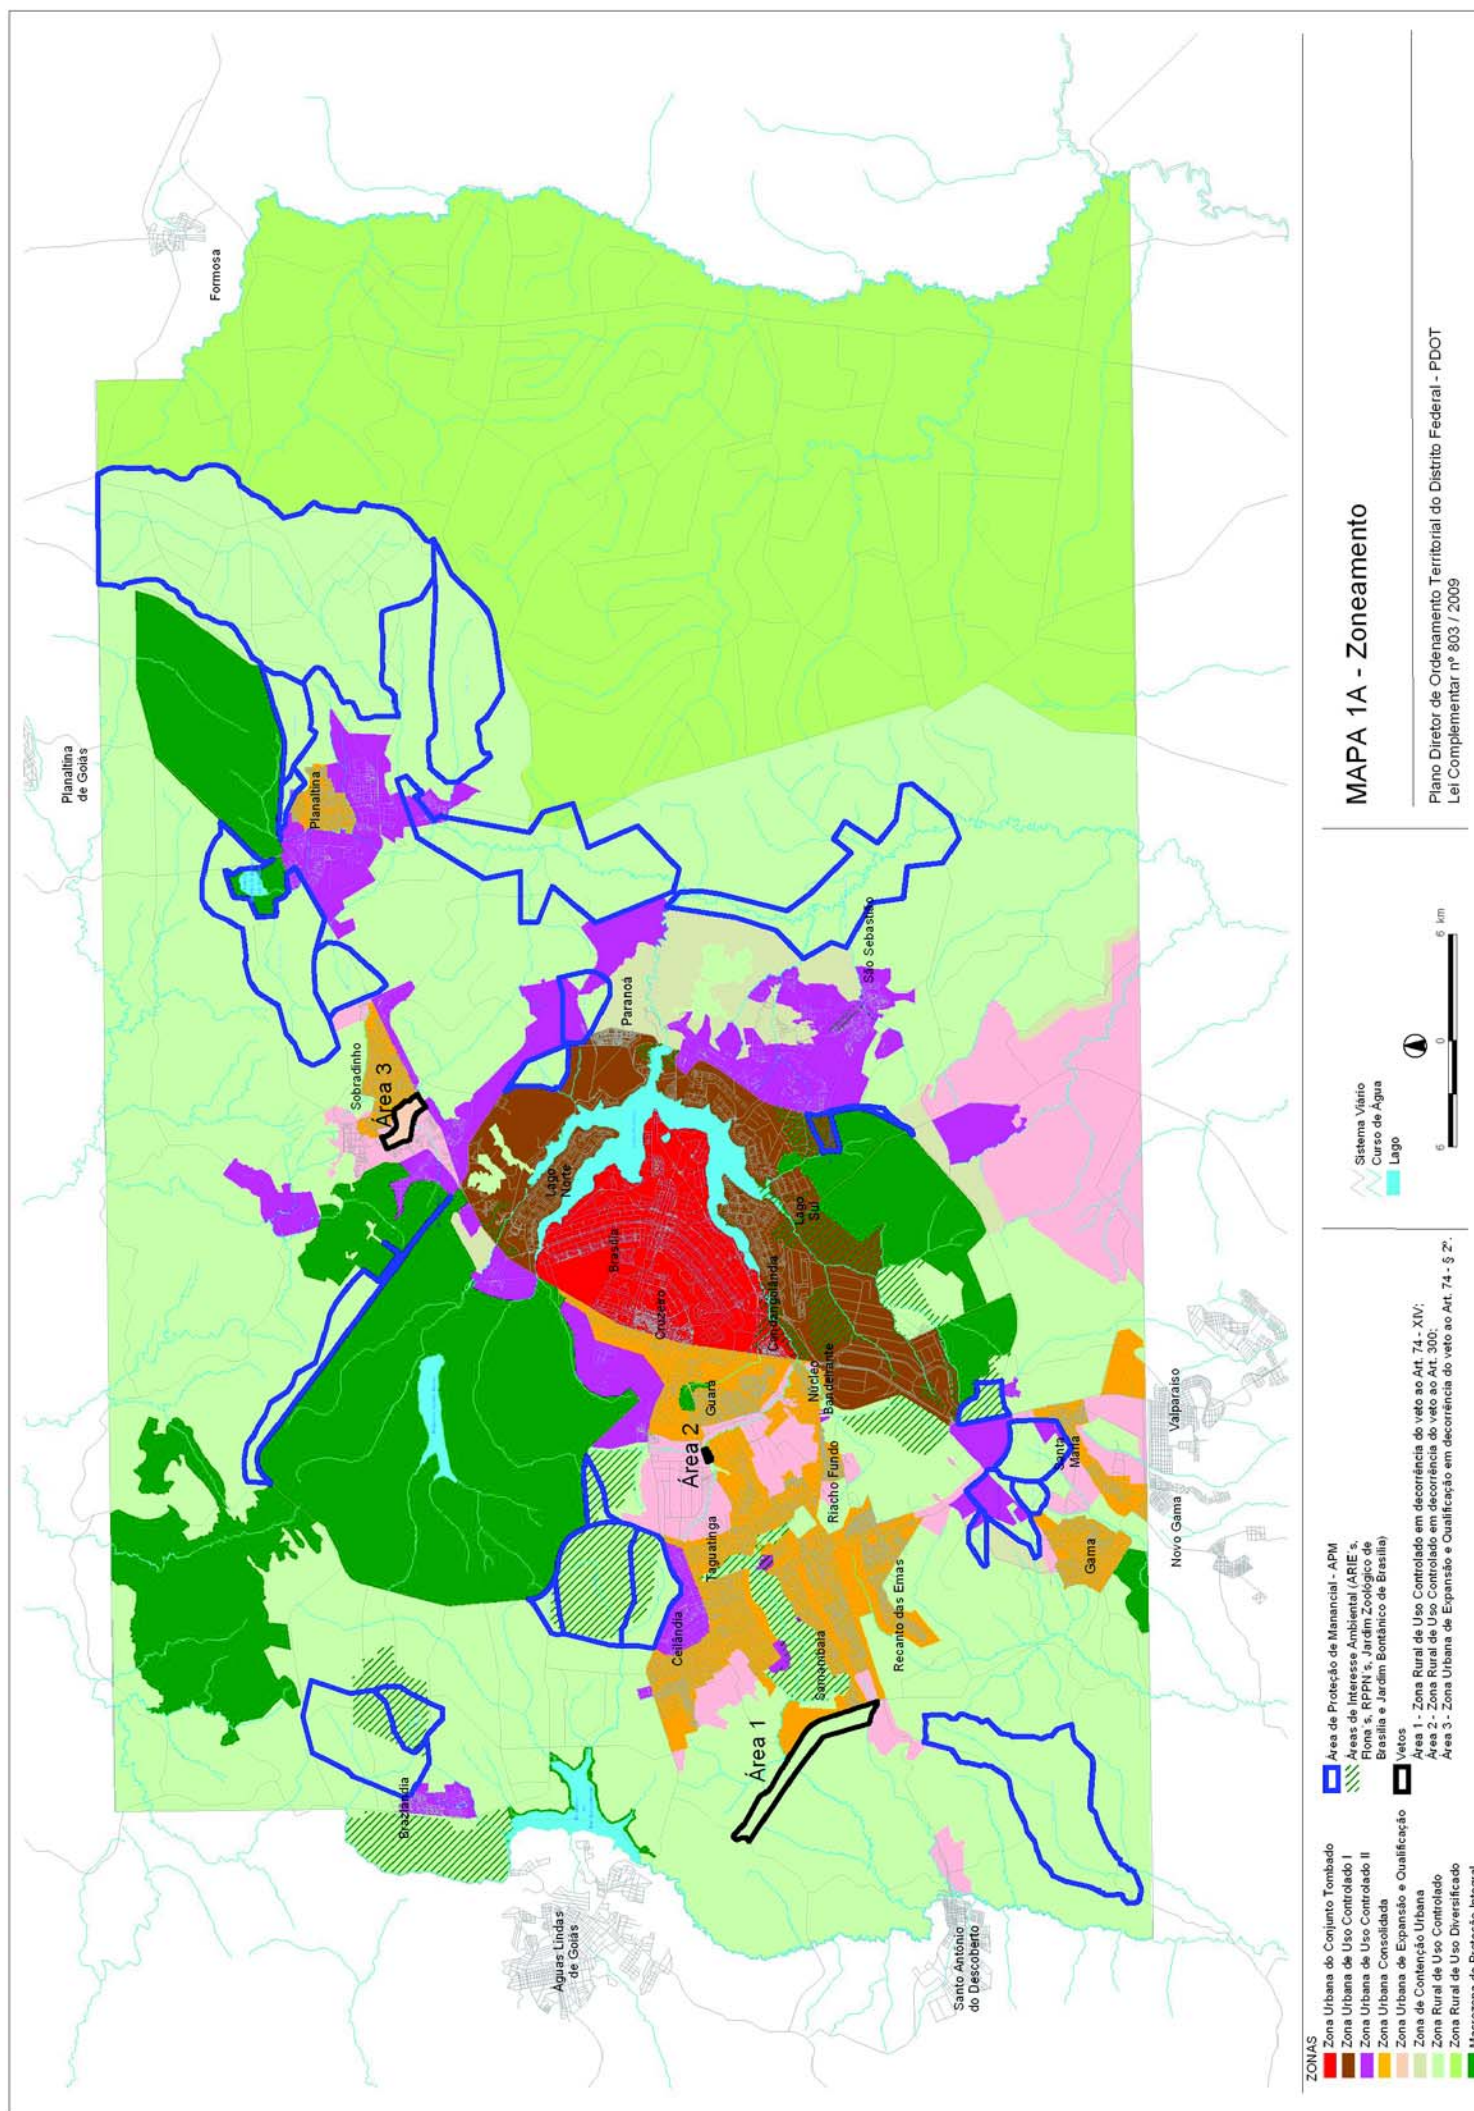 Formosa
Planaltina
de Goiás
Planaltina
Sobradinho
Área 3
Paranoá
São Sebastião
Lago
Norte
Brasília
Cruzeiro
Lago
Sul
Candangolândia
Núcleo
Bandeirante
Guará
Área 2
Taguatinga
Riacho Fundo
Ceilândia
Samambaia
Recanto das Emas
Área 1
Brazlândia
Santa
Maria
Gama
Valparaíso
Novo Gama
Águas Lindas
de Goiás
Santo Antônio
do Descoberto
ZONAS
Zona Urbana do Conjunto Tombado
Zona Urbana de Uso Controlado I
Zona Urbana de Uso Controlado II
Zona Urbana Consolidada
Zona Urbana de Expansão e Qualificação
Zona de Contenção Urbana
Zona Rural de Uso Controlado
Zona Rural de Uso Diversificado
Macrozona de Proteção Integral
Área de Proteção de Manancial - APM
Áreas de Interesse Ambiental (ARIE's,
Flona's, RPPN's, Jardim Zoológico de
Brasília e Jardim Bontânico de Brasília)
Vetos
Área 1 - Zona Rural de Uso Controlado em decorrência do veto ao Art. 74 - XIV;
Área 2 - Zona Rural de Uso Controlado em decorrência do veto ao Art. 300;
Área 3 - Zona Urbana de Expansão e Qualificação em decorrência do veto ao Art. 74 - § 2º.
Sistema Viário
Curso de Água
Lago
6 0 6 km
MAPA 1A - Zoneamento
Plano Diretor de Ordenamento Territorial do Distrito Federal - PDOT
Lei Complementar nº 803 / 2009